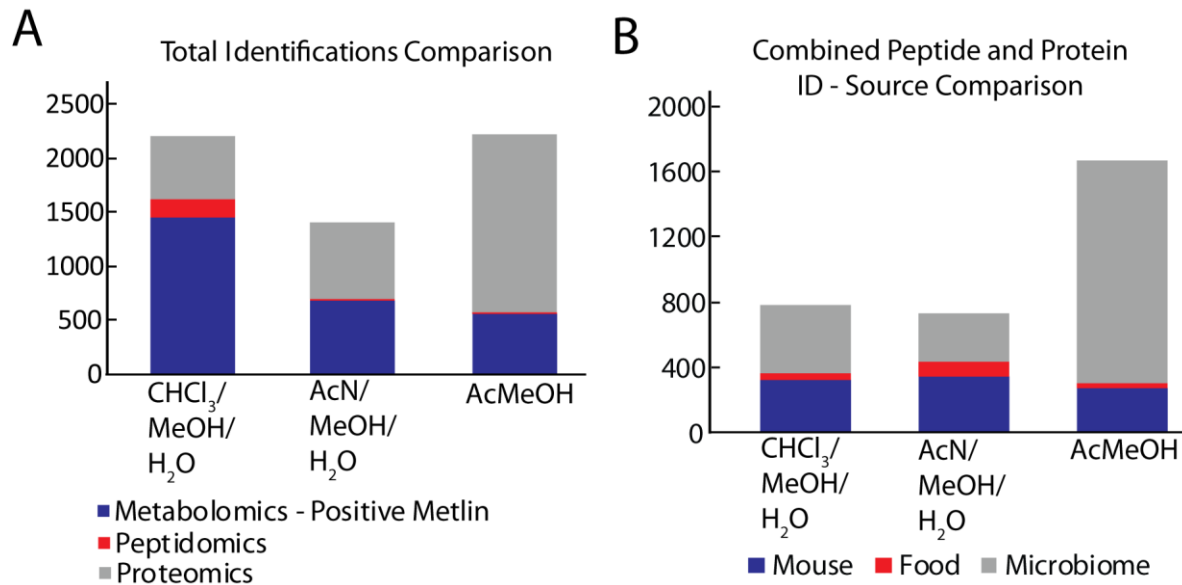 A
Total Identifications Comparison
2500
2000
1500
1000
500
0
CHCl₃/
MeOH/
H₂O
AcN/
MeOH/
H₂O
AcMeOH
Metabolomics - Positive Metlin
Peptidomics
Proteomics
B
Combined Peptide and Protein
ID - Source Comparison
2000
1600
1200
800
400
0
CHCl₃/
MeOH/
H₂O
AcN/
MeOH/
H₂O
AcMeOH
Mouse Food Microbiome